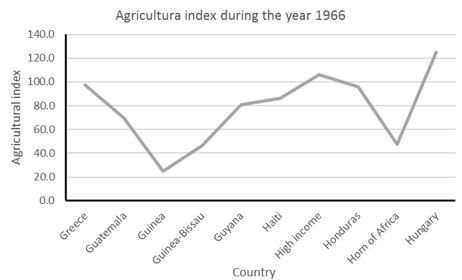 Agricultura index during the year 1966
140.0
120.0
100.0
80.0
60.0
40.0
20.0
0.0
Agricultural index
Greece
Guatemala
Guinea
Guinea-Bissau
Guyana
Haiti
High income
Honduras
Horn of Africa
Hungary
Country